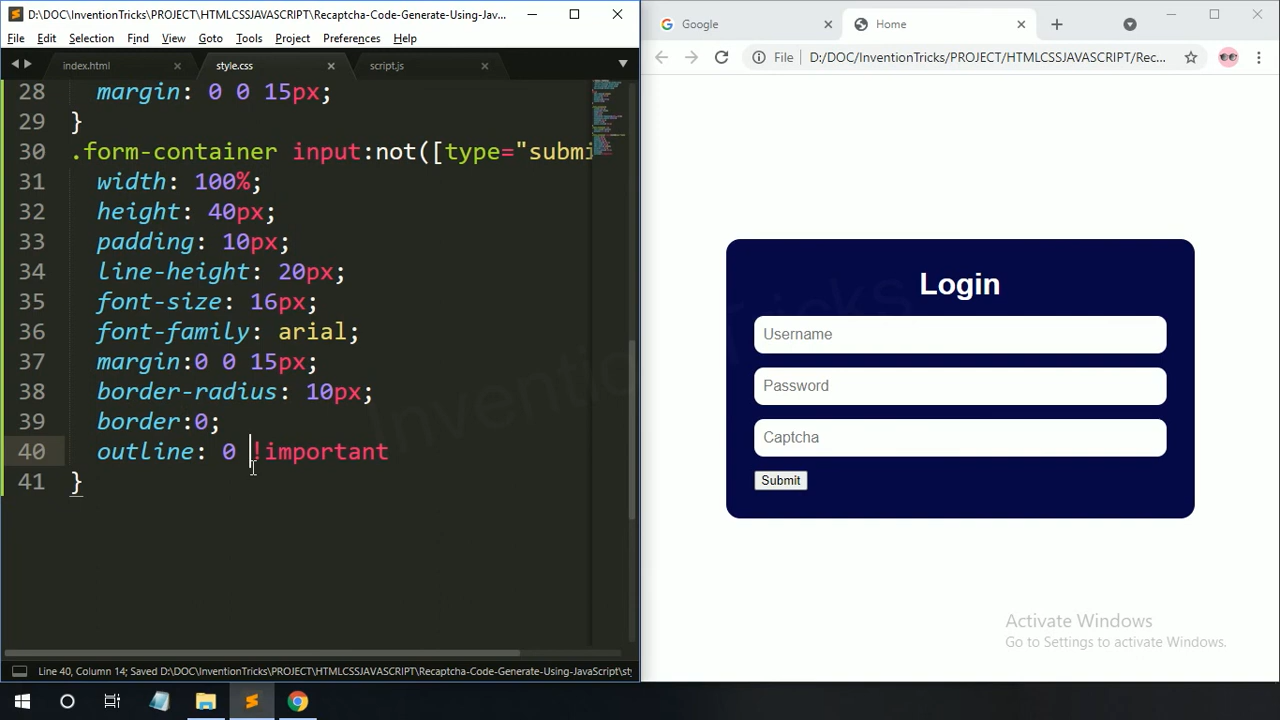 D:\DOC\InventionTricks\PROJECT\HTMLCSSJAVASCRIPT\Recaptcha-Code-Generate-Using-Jav...
File Edit Selection Find View Goto Tools Project Preferences Help
index.html style.css script.js
28 margin: 0 0 15px;
29 }
30 .form-container input:not([type="submi
31 width: 100%;
32 height: 40px;
33 padding: 10px;
34 line-height: 20px;
35 font-size: 16px;
36 font-family: arial;
37 margin:0 0 15px;
38 border-radius: 10px;
39 border:0;
40 outline: 0 !important
41 }
Line 40, Column 14; Saved D:\DOC\InventionTricks\PROJECT\HTMLCSSJAVASCRIPT\Recaptcha-Code-Generate-Using-JavaScript\sty
Google Home
File D:/DOC/InventionTricks/PROJECT/HTMLCSSJAVASCRIPT/Rec...
Login
Username
Password
Captcha
Submit
Activate Windows
Go to Settings to activate Windows.